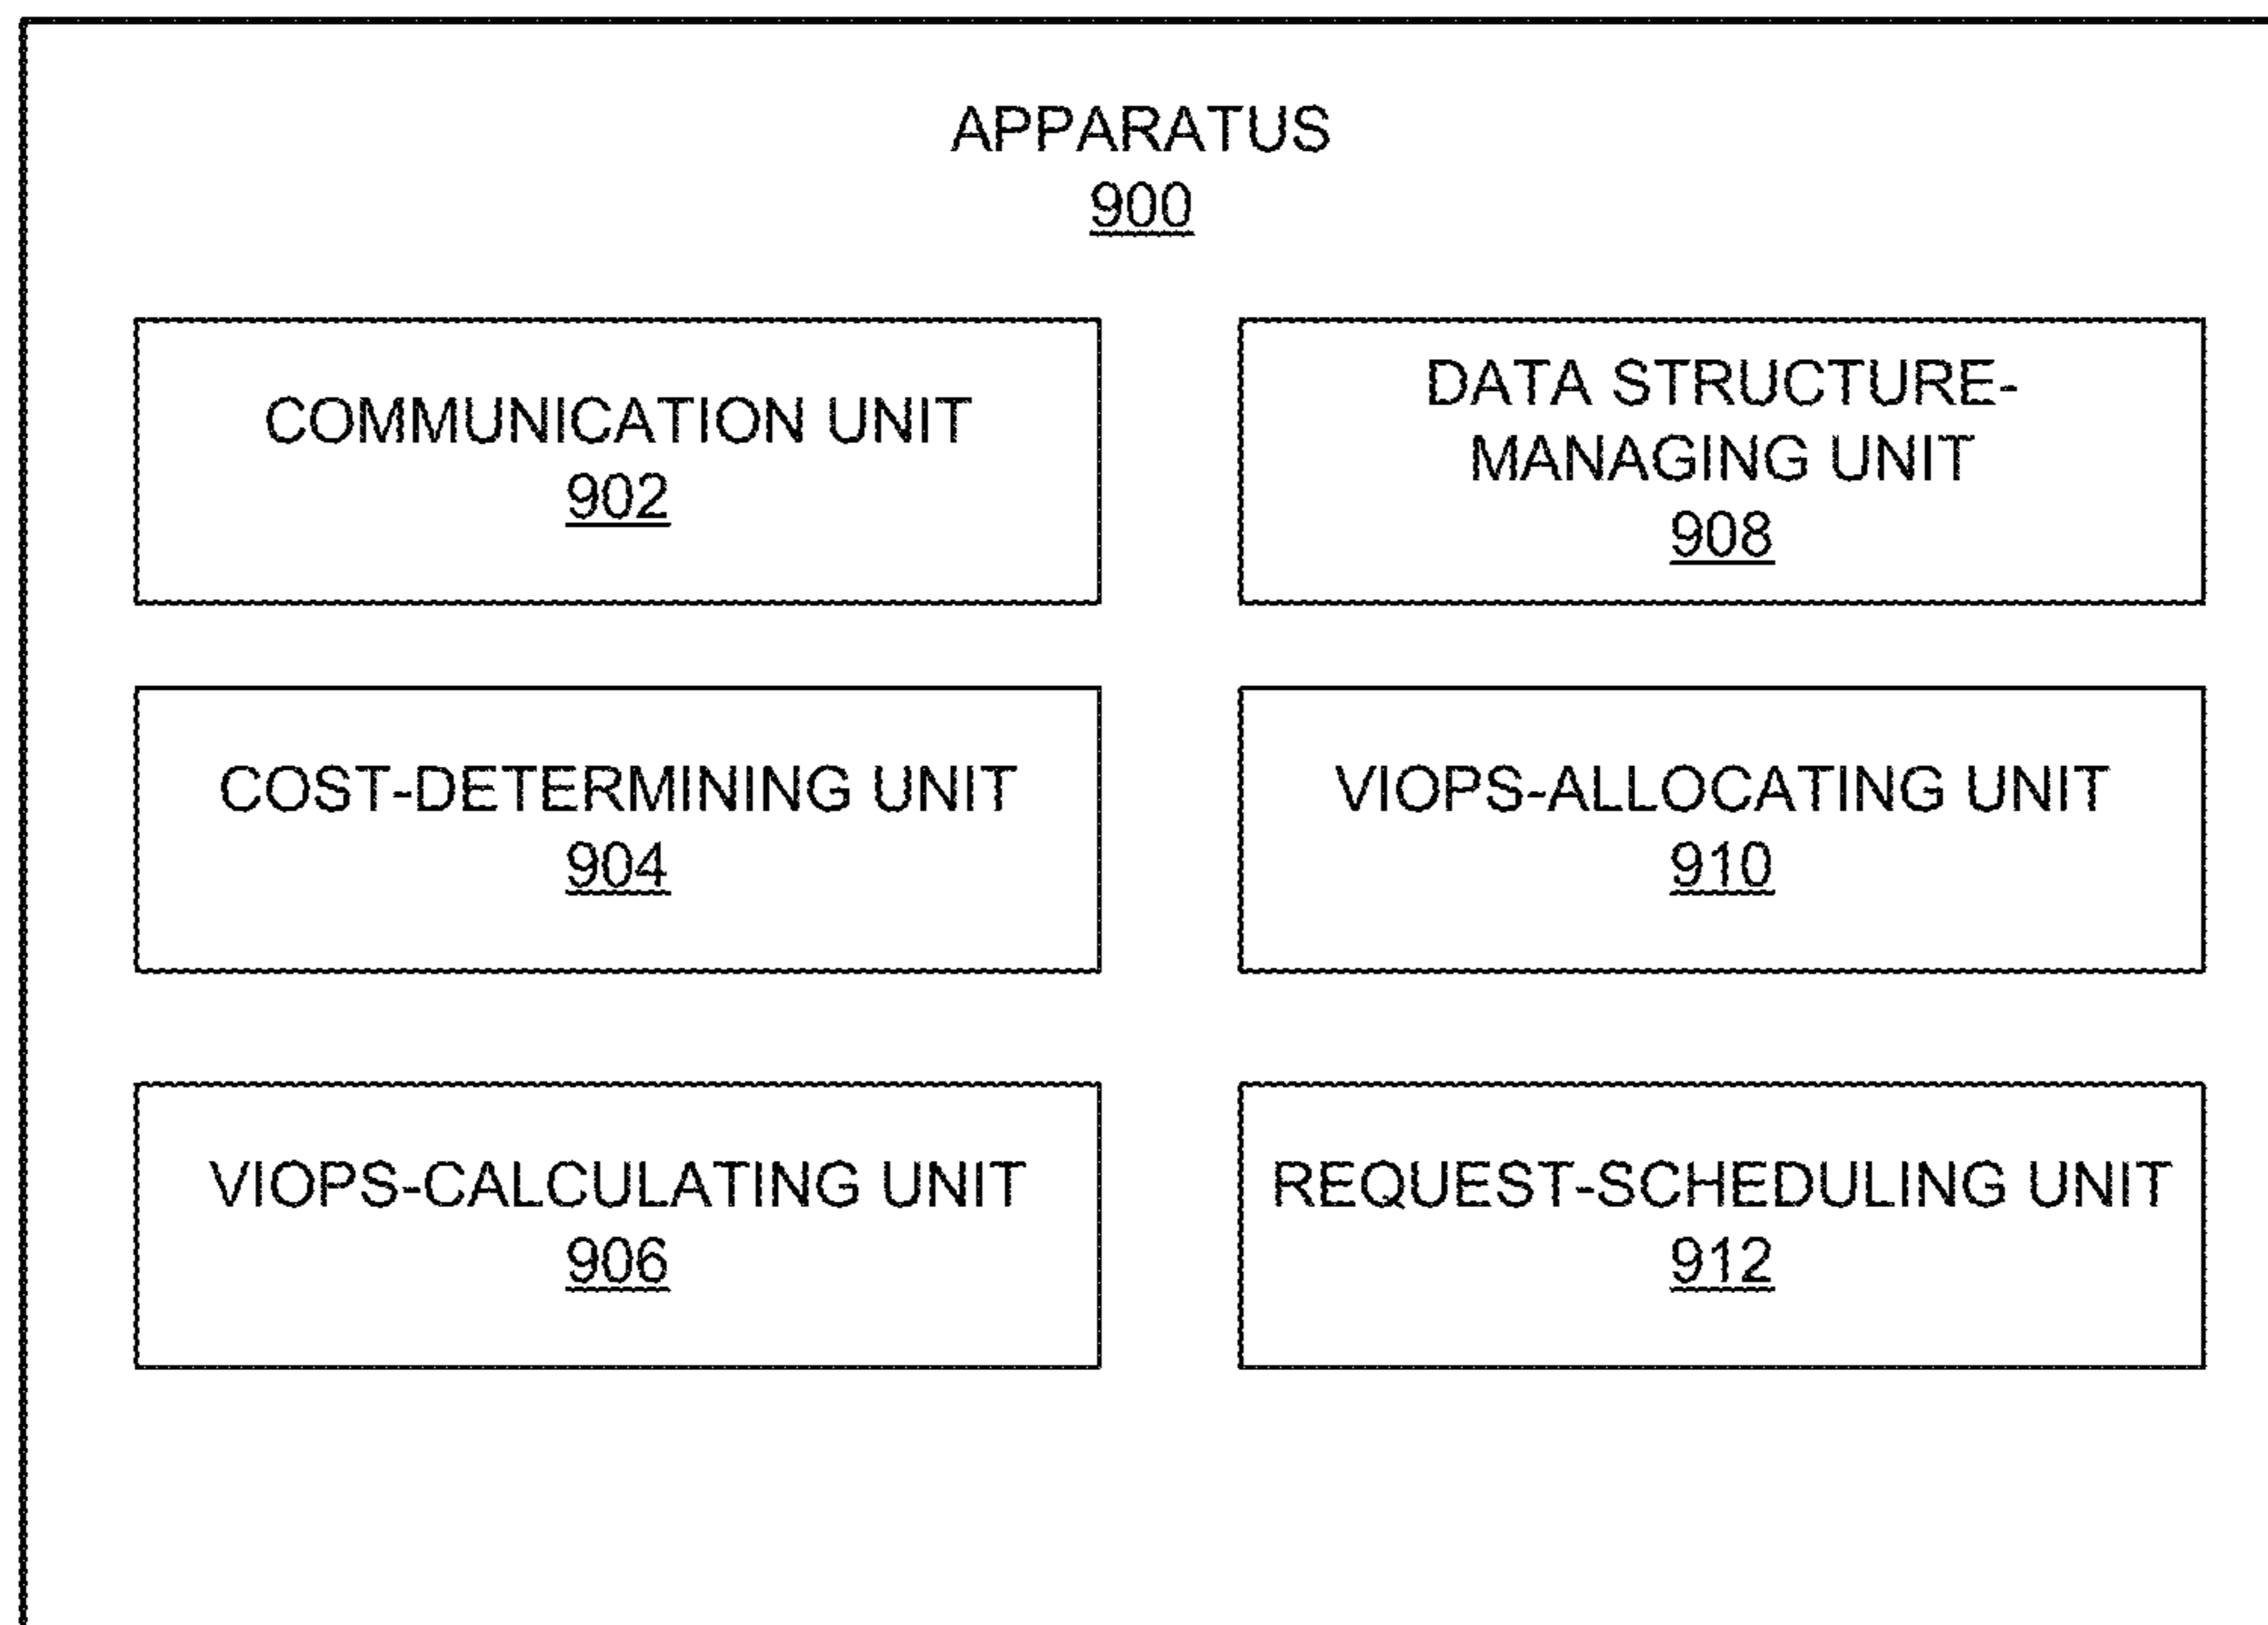 APPARATUS
900
COMMUNICATION UNIT
902
DATA STRUCTURE-
MANAGING UNIT
908
COST-DETERMINING UNIT
904
VIOPS-ALLOCATING UNIT
910
VIOPS-CALCULATING UNIT
906
REQUEST-SCHEDULING UNIT
912